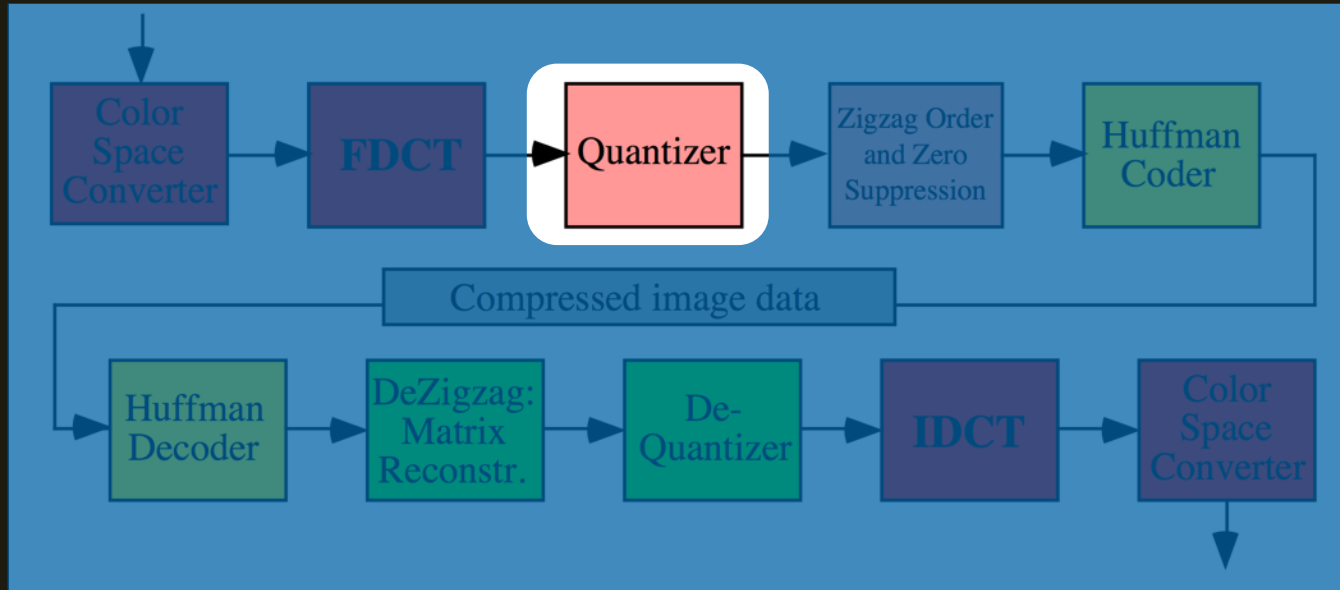 Color
Space
Converter
FDCT
Quantizer
Zigzag Order
and Zero
Suppression
Huffman
Coder
Compressed image data
Huffman
Decoder
DeZigzag:
Matrix
Reconstr.
De-
Quantizer
IDCT
Color
Space
Converter